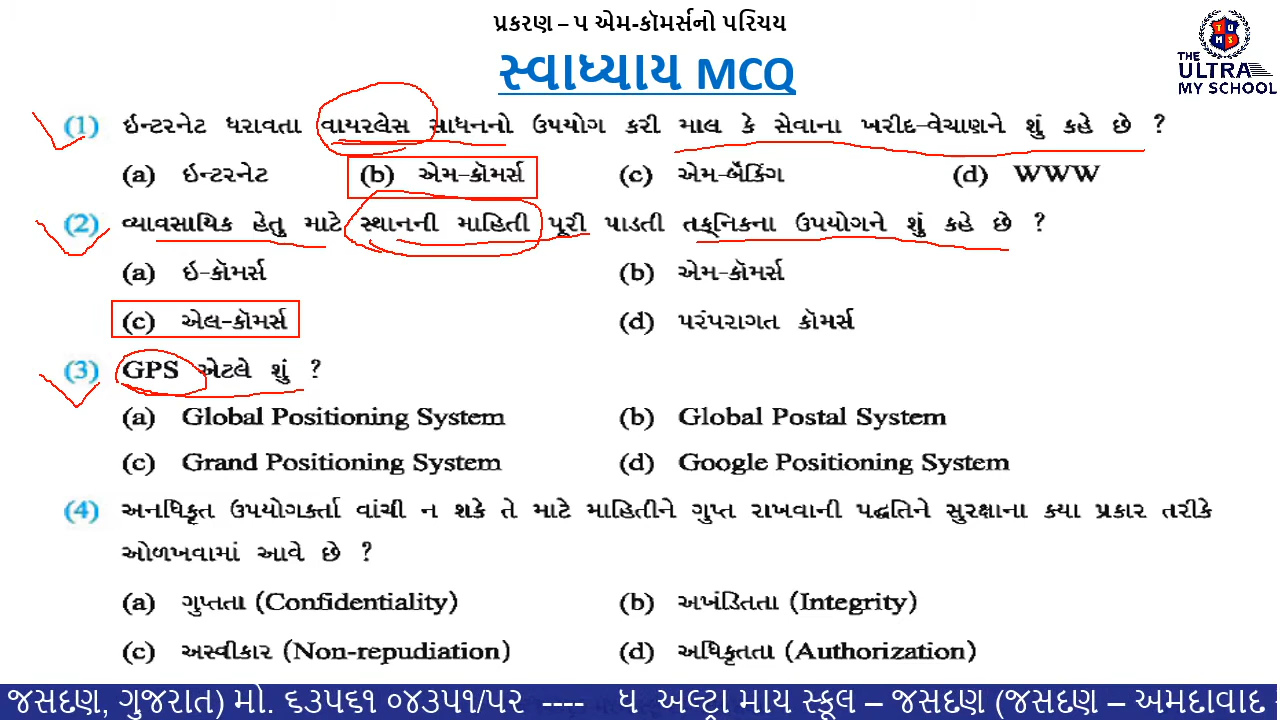 પ્રકરણ – ૫ એમ-કૉમર્સનો પરિચય
સ્વાધ્યાય MCQ
TUMS
THE
ULTRA
MY SCHOOL
(1) ઇન્ટરનેટ ધરાવતા વાયરલેસ સાધનનો ઉપયોગ કરી માલ કે સેવાના ખરીદ-વેચાણને શું કહે છે ?
(a) ઇન્ટરનેટ (b) એમ-કૉમર્સ (c) એમ-બૅંકિંગ (d) WWW
(2) વ્યાવસાયિક હેતુ માટે સ્થાનની માહિતી પૂરી પાડતી તક્નિકના ઉપયોગને શું કહે છે ?
(a) ઇ-કૉમર્સ (b) એમ-કૉમર્સ
(c) એલ-કૉમર્સ (d) પરંપરાગત કૉમર્સ
(3) GPS એટલે શું ?
(a) Global Positioning System (b) Global Postal System
(c) Grand Positioning System (d) Google Positioning System
(4) અનધિકૃત ઉપયોગકર્તા વાંચી ન શકે તે માટે માહિતીને ગુપ્ત રાખવાની પદ્ધતિને સુરક્ષાના કયા પ્રકાર તરીકે
ઓળખવામાં આવે છે ?
(a) ગુપ્તતા (Confidentiality) (b) અખંડિતતા (Integrity)
(c) અસ્વીકાર (Non-repudiation) (d) અધિકૃતતા (Authorization)
જસદણ, ગુજરાત) મો. ૬૩૫૬૧ ૦૪૩૫૧/૫૨ ---- ધ અલ્ટ્રા માય સ્કૂલ – જસદણ (જસદણ – અમદાવાદ